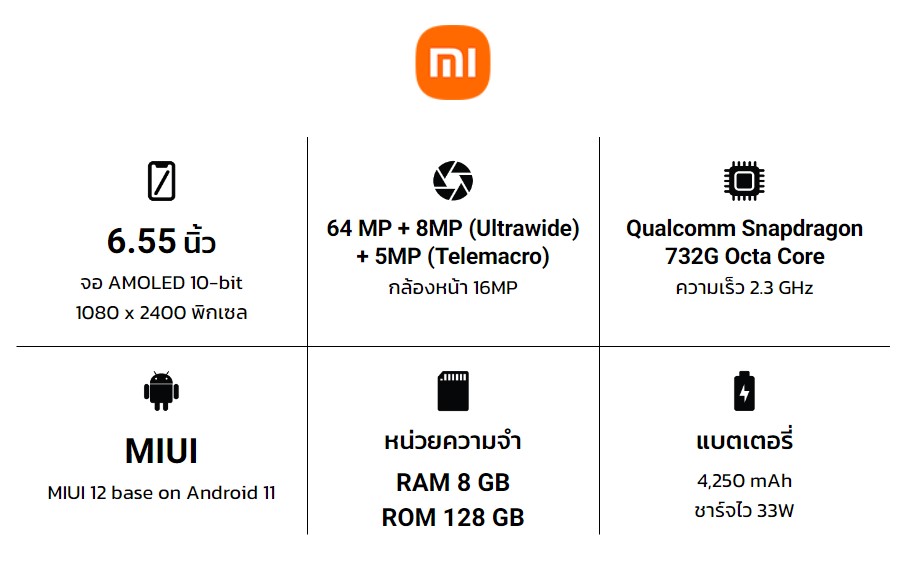 mi
6.55 นิ้ว
จอ AMOLED 10-bit
1080 x 2400 พิกเซล
64 MP + 8MP (Ultrawide)
+ 5MP (Telemacro)
กล้องหน้า 16MP
Qualcomm Snapdragon
732G Octa Core
ความเร็ว 2.3 GHz
MIUI
MIUI 12 base on Android 11
หน่วยความจำ
RAM 8 GB
ROM 128 GB
แบตเตอรี่
4,250 mAh
ชาร์จไว 33W